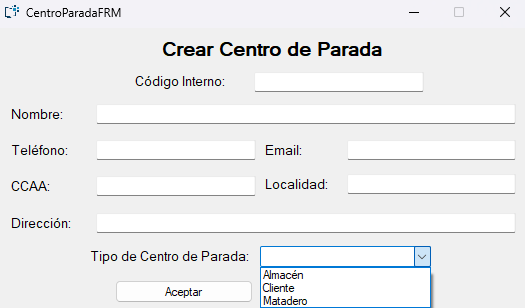 CentroParadaFRM
Crear Centro de Parada
Código Interno:
Nombre:
Teléfono: Email:
CCAA: Localidad:
Dirección:
Tipo de Centro de Parada:
Almacén
Cliente
Aceptar Matadero